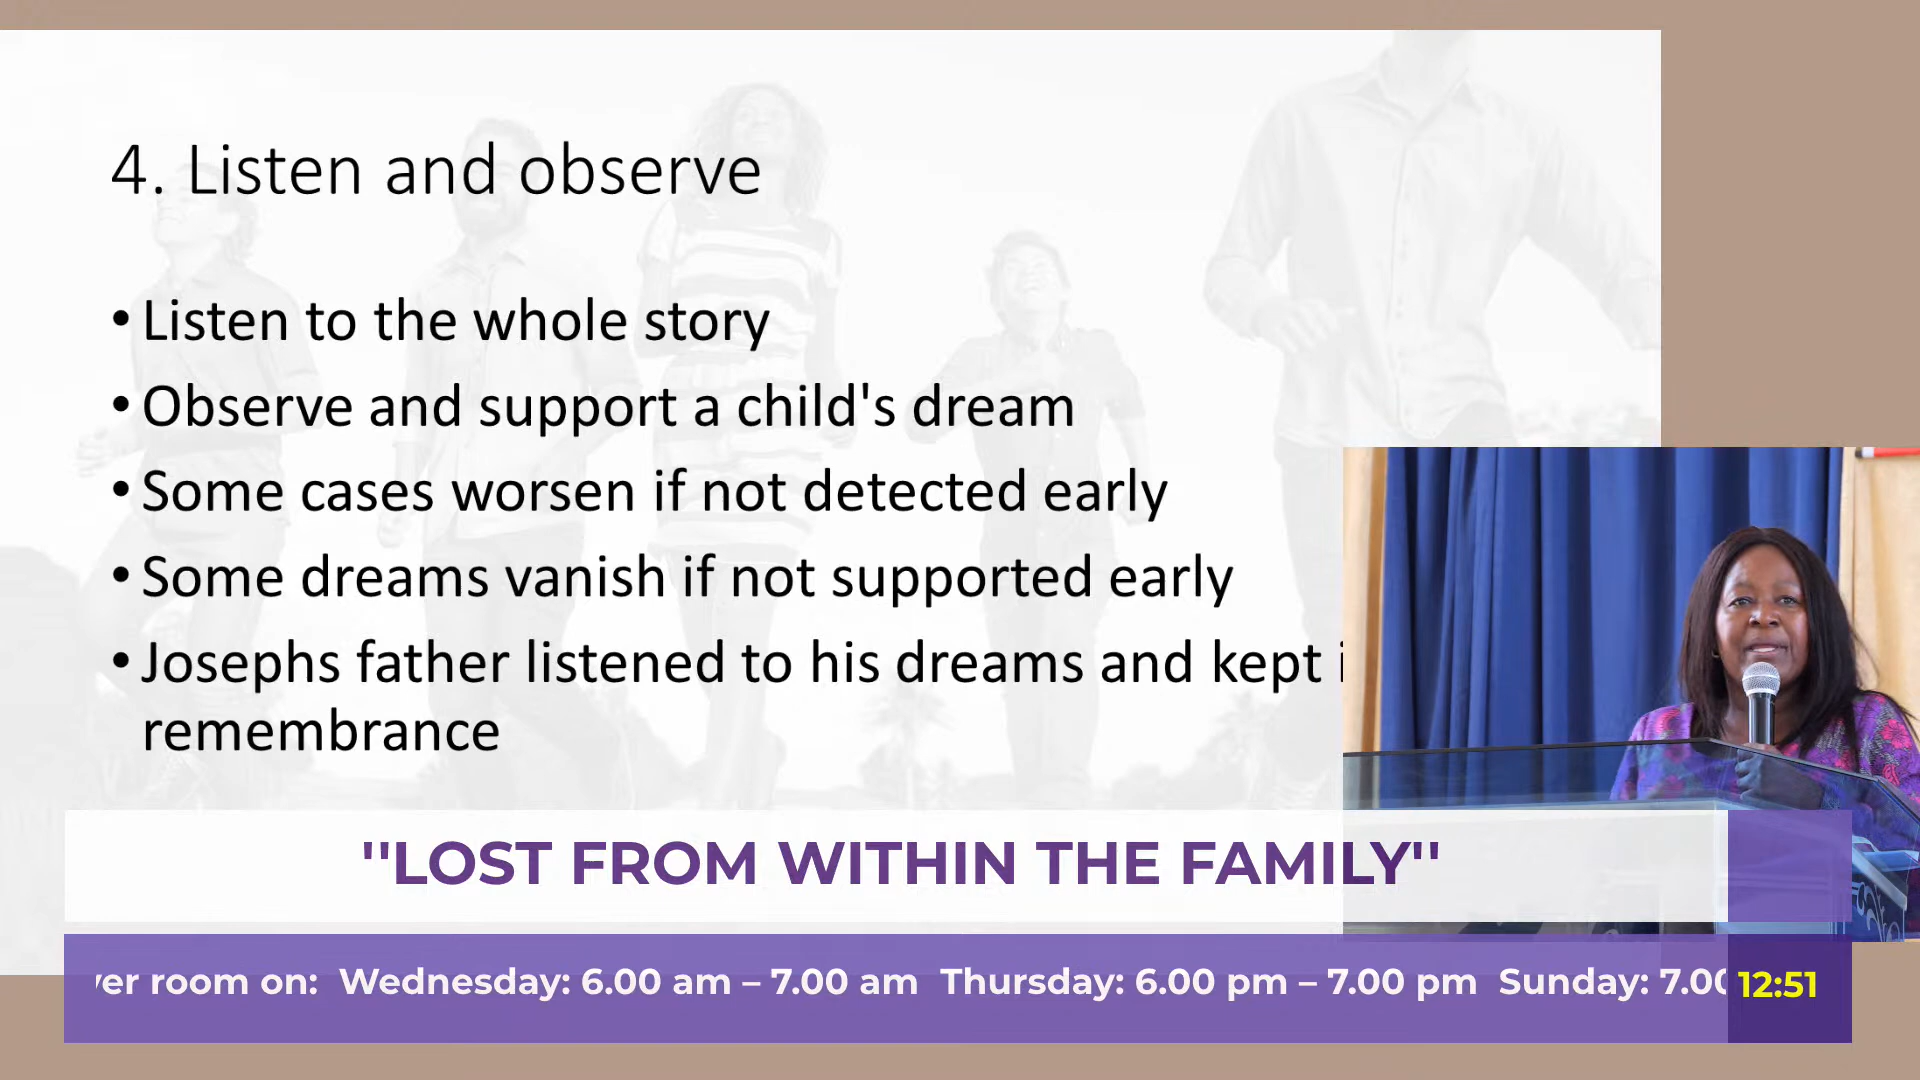 4. Listen and observe
• Listen to the whole story
• Observe and support a child's dream
• Some cases worsen if not detected early
• Some dreams vanish if not supported early
• Josephs father listened to his dreams and kept
remembrance
"LOST FROM WITHIN THE FAMILY"
room on: Wednesday: 6.00 am – 7.00 am Thursday: 6.00 pm – 7.00 pm Sunday:
12:51